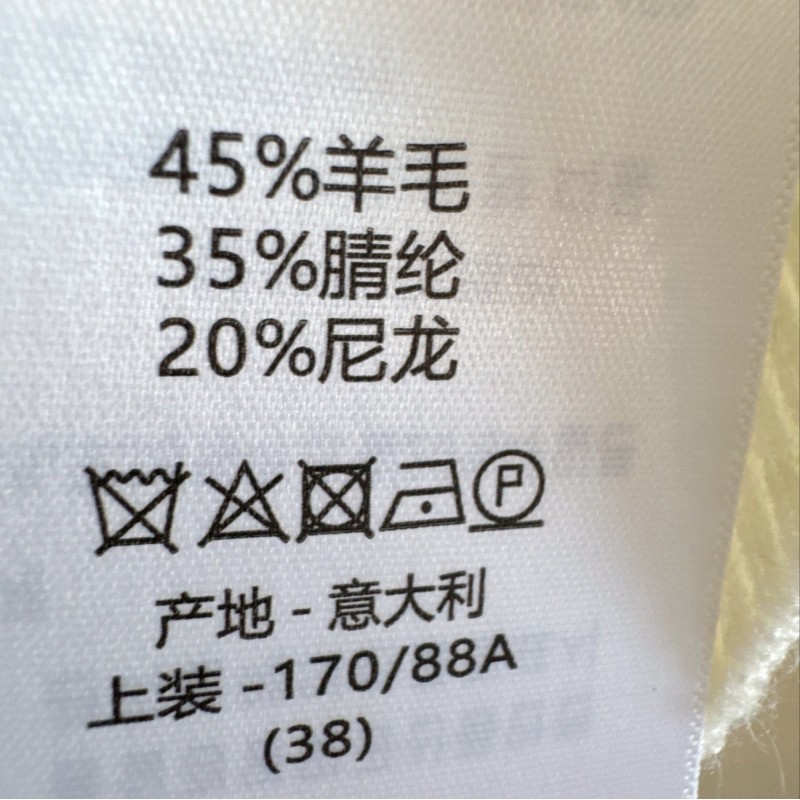 45%羊毛
35%腈纶
20%尼龙
P
产地 - 意大利
上装 -170/88A
(38)